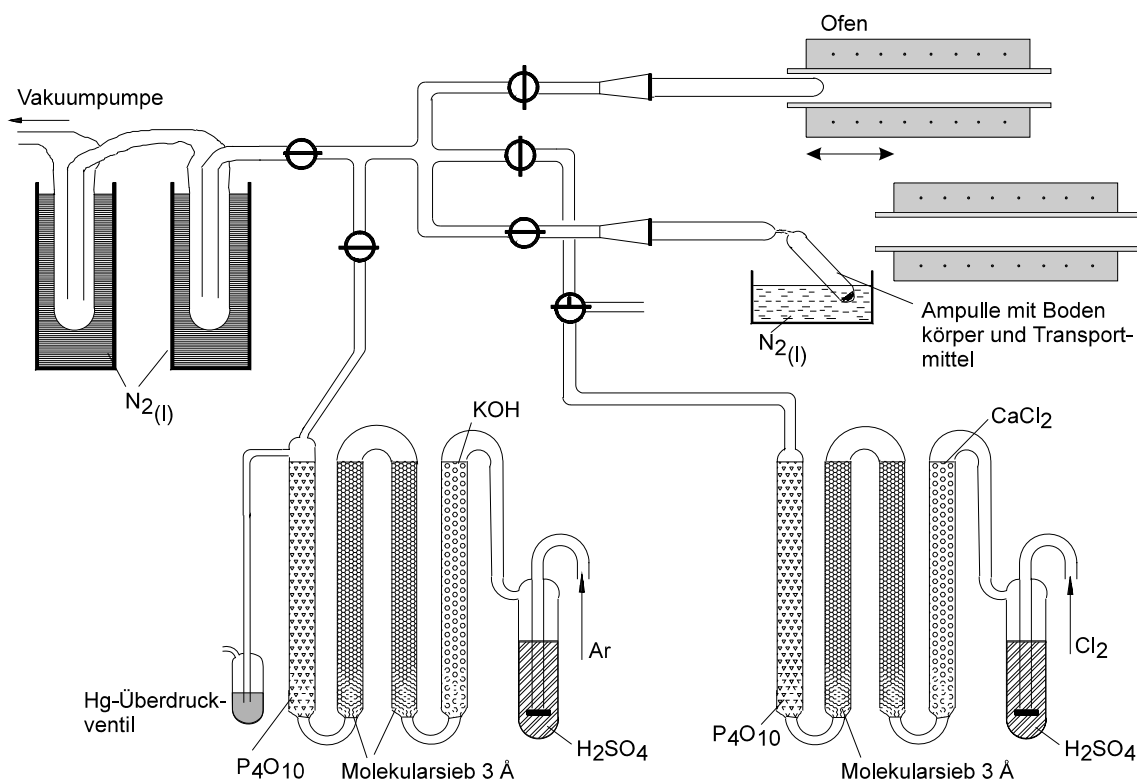 Ofen
Vakuumpumpe
N2(l)
Ampulle mit Boden
körper und Transport-
mittel
N2(l)
KOH
CaCl2
Ar
Cl2
Hg-Überdruck-
ventil
P4O10
Molekularsieb 3 Å
H2SO4
P4O10
Molekularsieb 3 Å
H2SO4